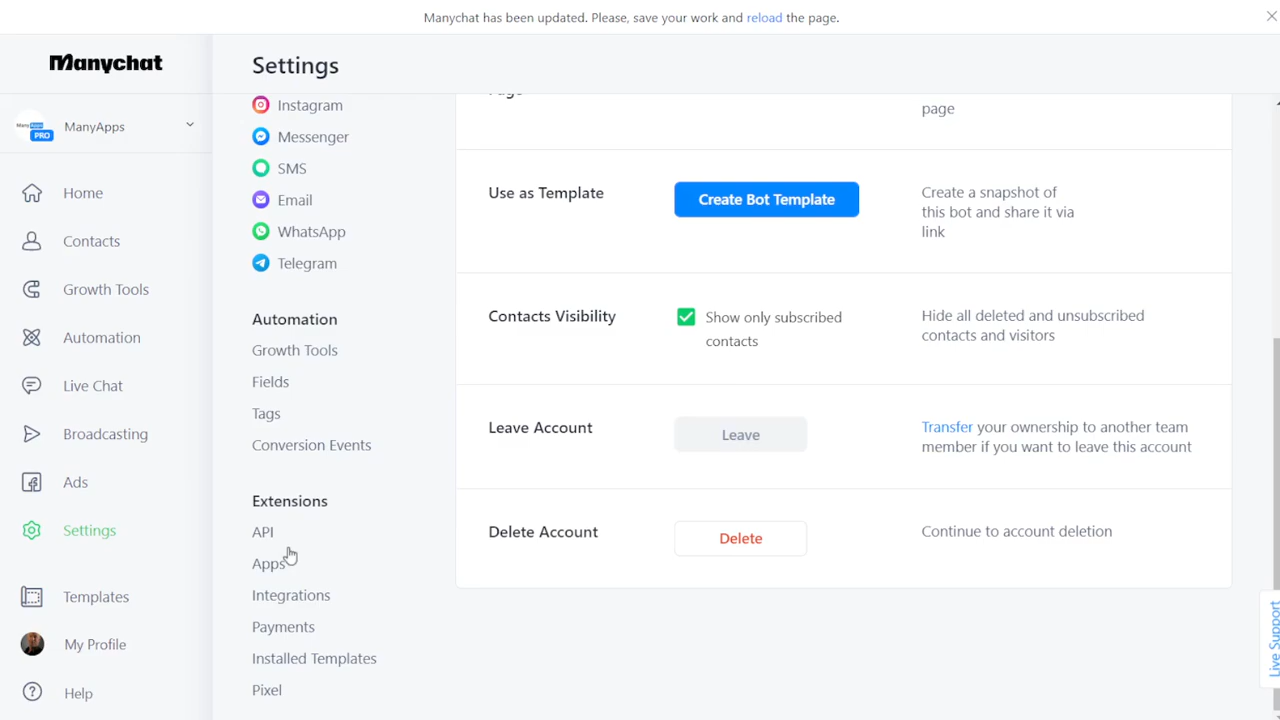 Manychat has been updated. Please, save your work and reload the page.
Manychat
Settings
PRO
ManyApps
Home
Contacts
Growth Tools
Automation
Live Chat
Broadcasting
Ads
Settings
Templates
My Profile
Help
Instagram
Messenger
SMS
Email
WhatsApp
Telegram
Automation
Growth Tools
Fields
Tags
Conversion Events
Extensions
API
Apps
Integrations
Payments
Installed Templates
Pixel
page
Use as Template
Create Bot Template
Create a snapshot of
this bot and share it via
link
Contacts Visibility
Show only subscribed
contacts
Hide all deleted and unsubscribed
contacts and visitors
Leave Account
Leave
Transfer your ownership to another team
member if you want to leave this account
Delete Account
Delete
Continue to account deletion
Live Support